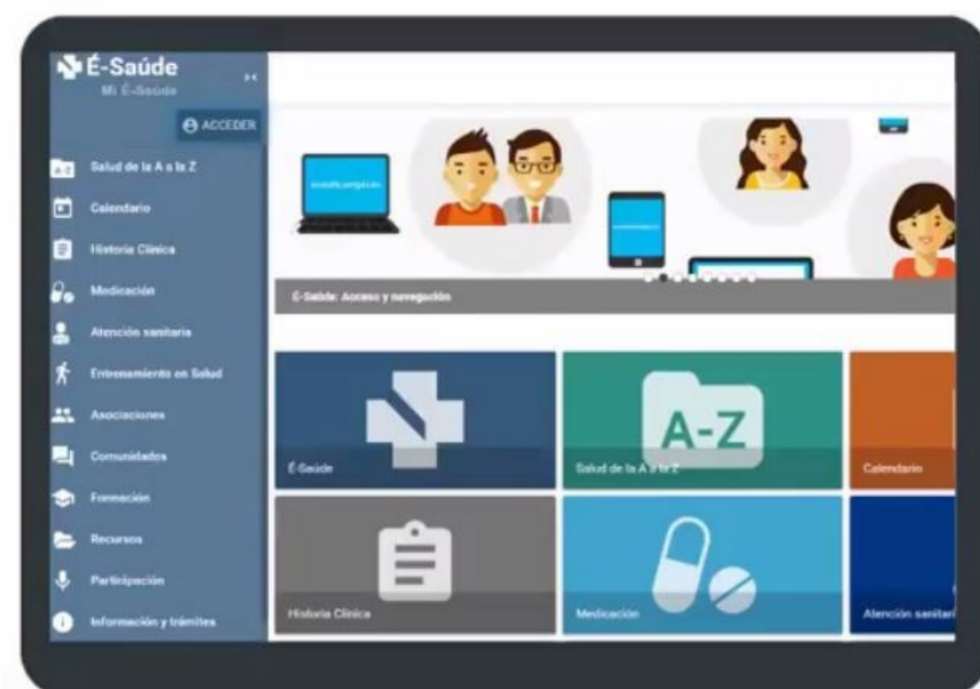 É-Saúde
Mi É-Saúde
ACCEDER
A-Z
Salud de la A a la Z
Calendario
Historia Clínica
Medicación
Atención sanitaria
Entrenamiento en Salud
Asociaciones
Comunidades
Formación
Recursos
Participación
Información y trámites
É-Saúde: Acceso y navegación
É-Saúde
A-Z
Salud de la A a la Z
Calendario
Historia Clínica
Medicación
Atención sanitari